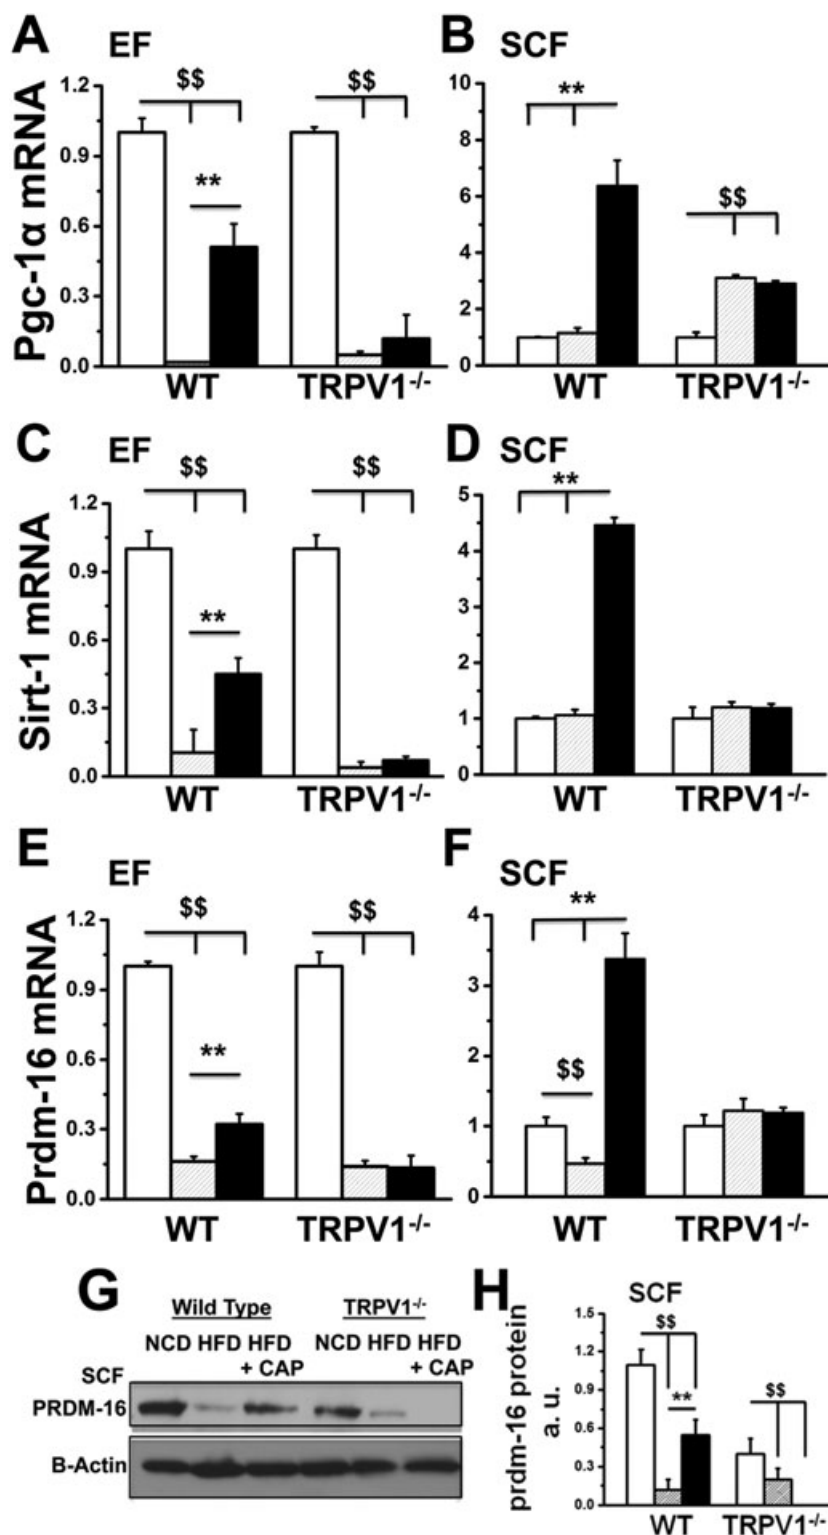 A EF
Pgc-1α mRNA
1.2
0.9
0.6
0.3
0.0
$$
**
$$
WT TRPV1-/-
B SCF
10
8
6
4
2
0
**
$$
WT TRPV1-/-
C EF
Sirt-1 mRNA
1.2
0.9
0.6
0.3
0.0
$$
**
$$
WT TRPV1-/-
D SCF
5
4
3
2
1
0
**
WT TRPV1-/-
E EF
Prdm-16 mRNA
1.2
0.9
0.6
0.3
0.0
$$
**
$$
WT TRPV1-/-
F SCF
4
3
2
1
0
**
$$
WT TRPV1-/-
G
Wild Type TRPV1-/-
NCD HFD HFD NCD HFD HFD
+ CAP + CAP
SCF
PRDM-16
B-Actin
H SCF
prdm-16 protein
a. u.
1.5
1.2
0.9
0.6
0.3
0.0
$$
**
$$
WT TRPV1-/-